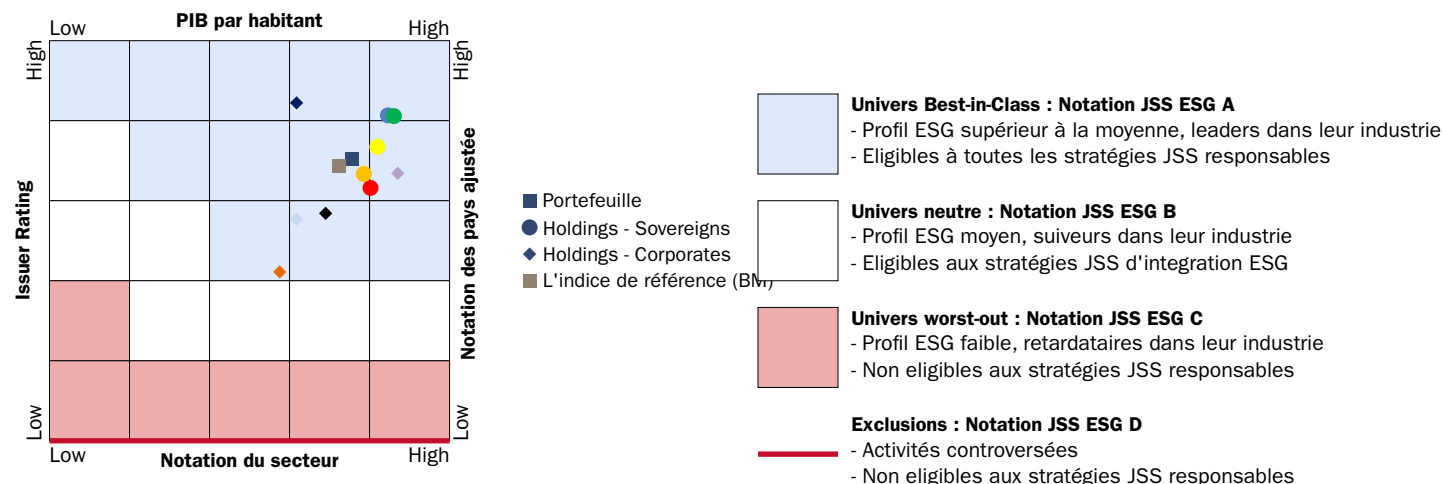 PIB par habitant
Low
High
High
High
Issuer Rating
Notation des pays ajustée
Low
Low
Low
High
Notation du secteur
Portefeuille
Holdings - Sovereigns
Holdings - Corporates
L'indice de référence (BM)
Univers Best-in-Class : Notation JSS ESG A
- Profil ESG supérieur à la moyenne, leaders dans leur industrie
- Eligibles à toutes les stratégies JSS responsables
Univers neutre : Notation JSS ESG B
- Profil ESG moyen, suiveurs dans leur industrie
- Eligibles aux stratégies JSS d'integration ESG
Univers worst-out : Notation JSS ESG C
- Profil ESG faible, retardataires dans leur industrie
- Non eligibles aux stratégies JSS responsables
Exclusions : Notation JSS ESG D
- Activités controversées
- Non eligibles aux stratégies JSS responsables